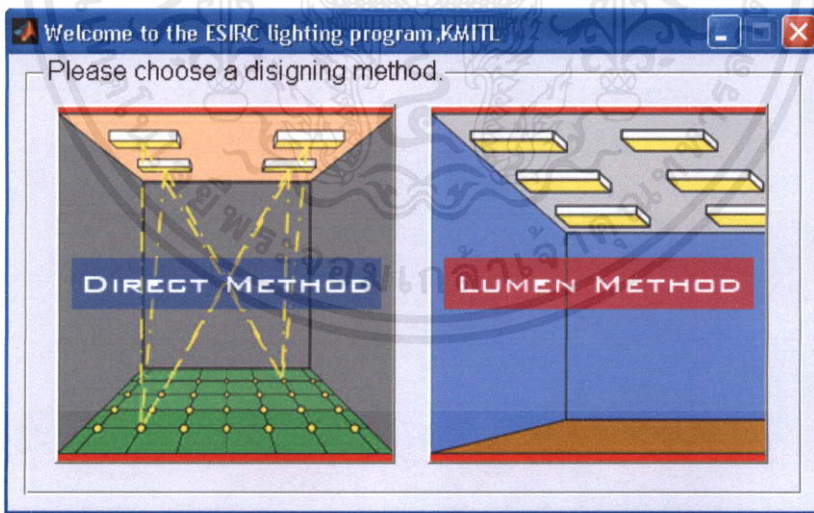 Welcome to the ESIRC lighting program,KMITL
Please choose a disigning method.
DIRECT METHOD
LUMEN METHOD